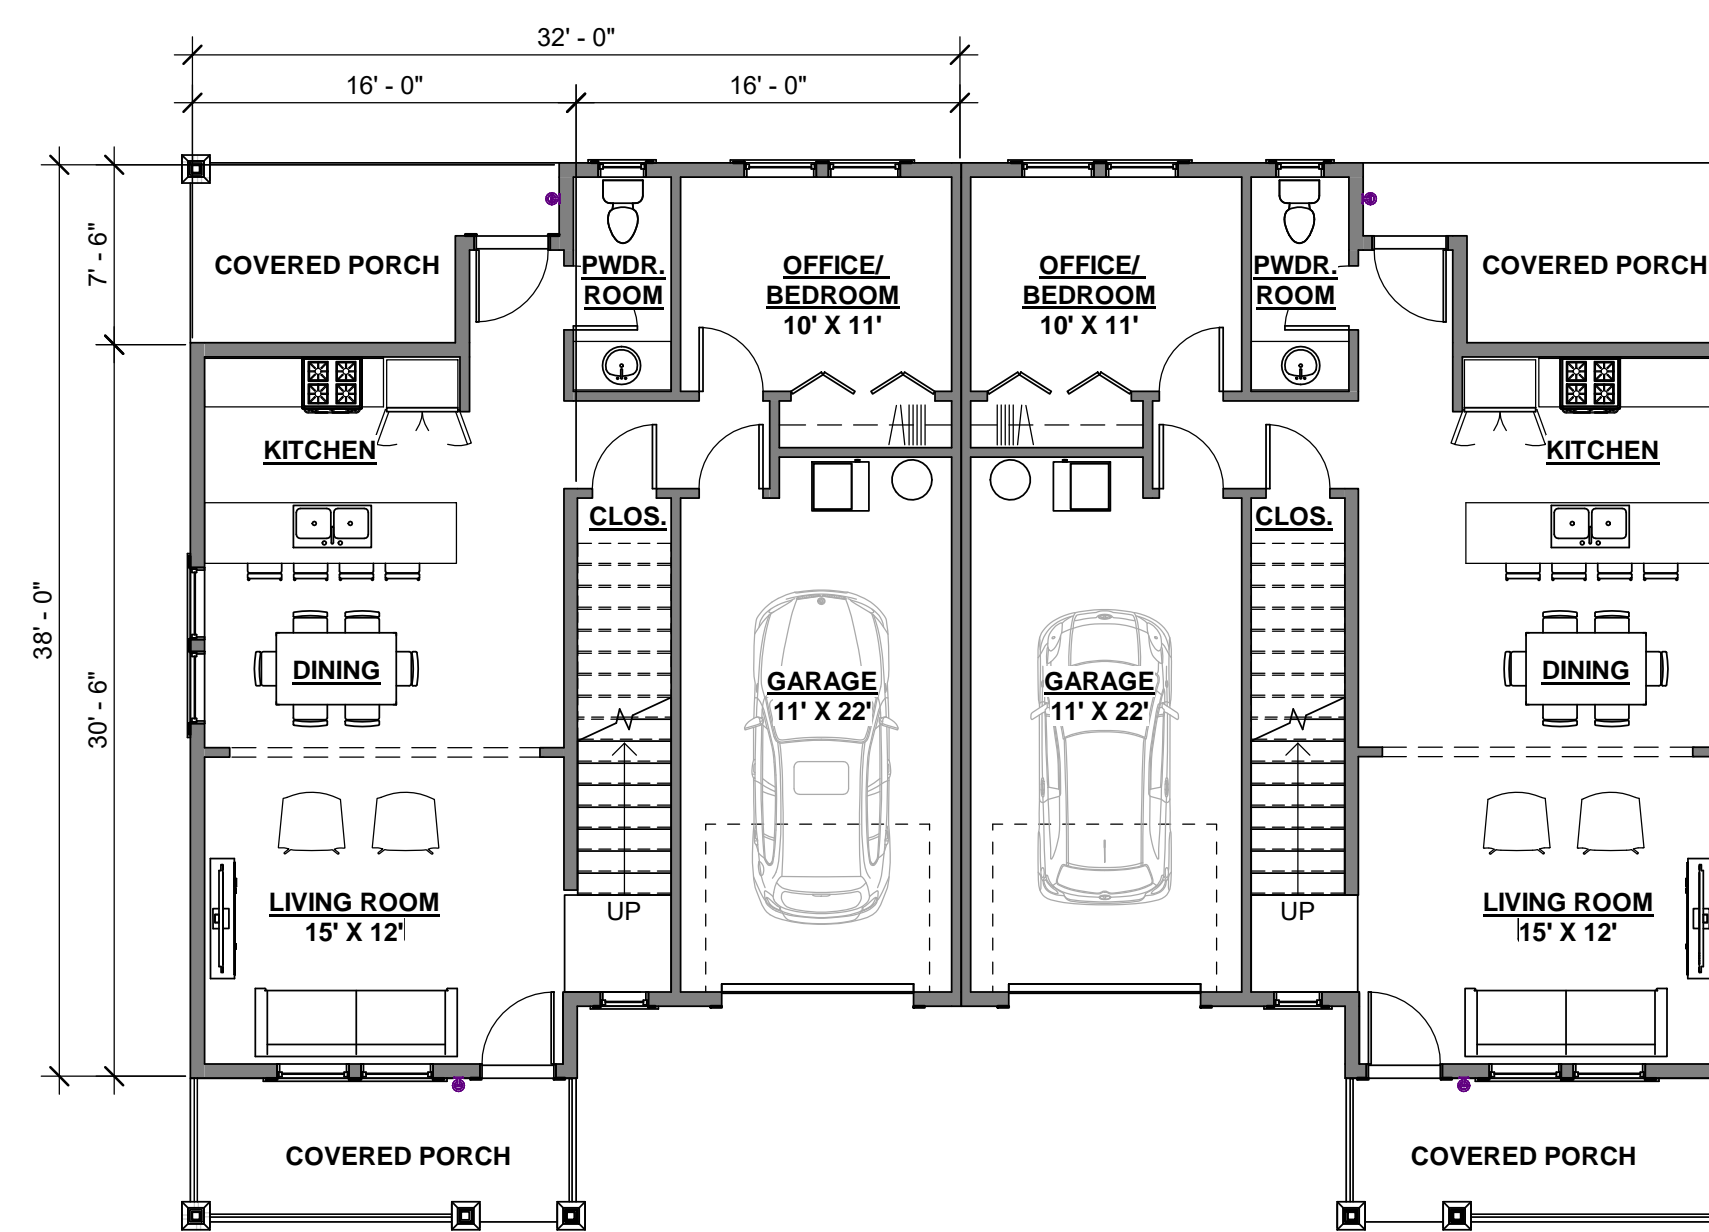 32' - 0"
16' - 0"
16' - 0"
7' - 6"
38' - 0"
30' - 6"
COVERED PORCH
PWDR.
ROOM
OFFICE/
BEDROOM
10' X 11'
OFFICE/
BEDROOM
10' X 11'
PWDR.
ROOM
COVERED PORCH
KITCHEN
KITCHEN
CLOS.
CLOS.
DINING
GARAGE
11' X 22'
GARAGE
11' X 22'
DINING
LIVING ROOM
15' X 12'
UP
UP
LIVING ROOM
15' X 12'
COVERED PORCH
COVERED PORCH